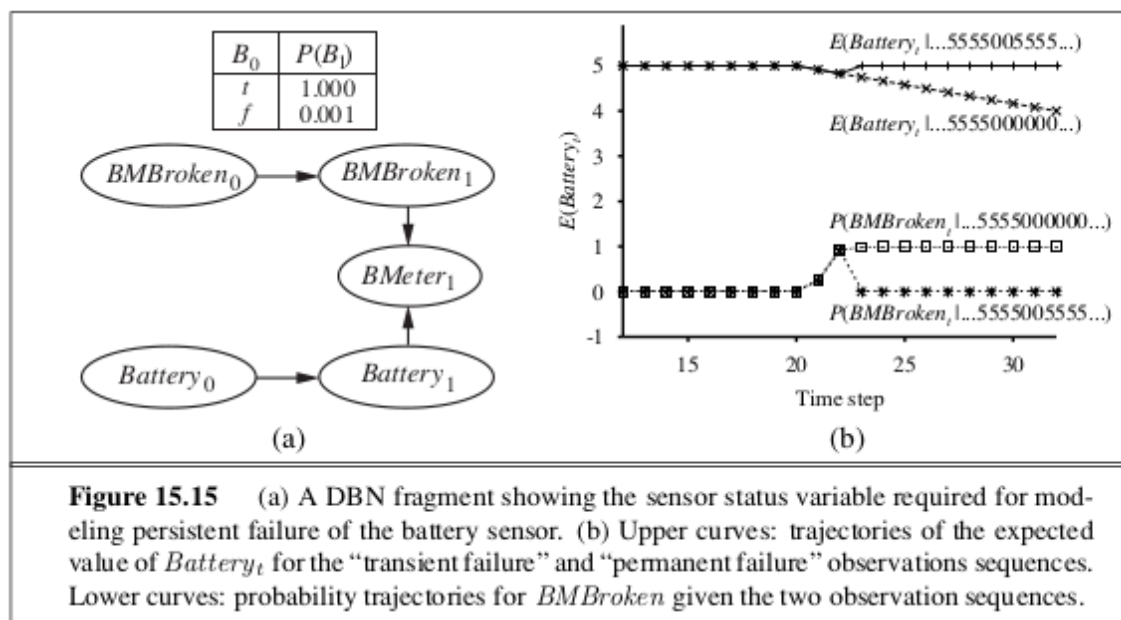 B0 P(B1)
t 1.000
f 0.001
BMBroken0
BMBroken1
BMeter1
Battery0
Battery1
(a)
E(Battery_t |...5555005555...)
E(Battery_t |...5555000000...)
P(BMBroken_t |...5555000000...)
P(BMBroken_t |...5555005555...)
E(Battery_t)
5
4
3
2
1
0
-1
15 20 25 30
Time step
(b)
Figure 15.15 (a) A DBN fragment showing the sensor status variable required for mod-
eling persistent failure of the battery sensor. (b) Upper curves: trajectories of the expected
value of Battery_t for the “transient failure” and “permanent failure” observations sequences.
Lower curves: probability trajectories for BMBroken given the two observation sequences.